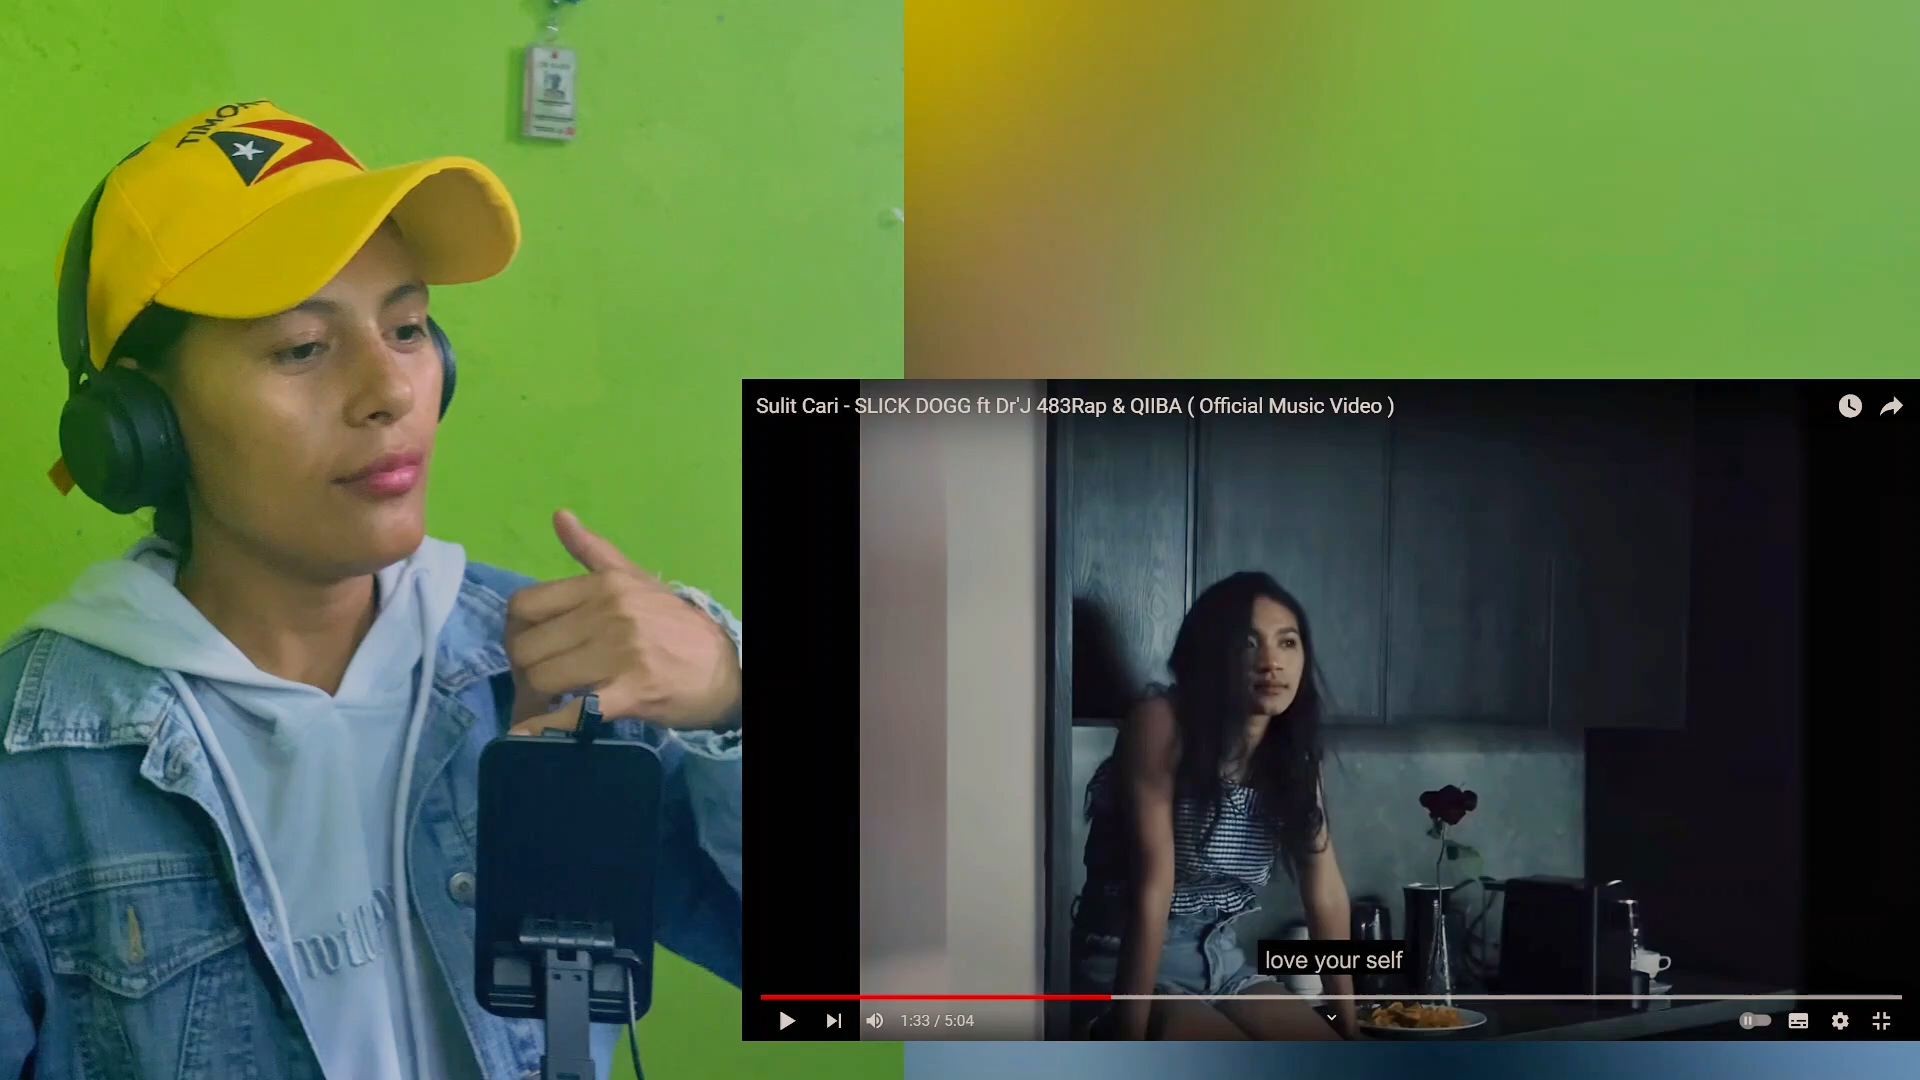 TIMOR
Sulit Cari - SLICK DOGG ft Dr'J 483Rap & QIIBA ( Official Music Video )
love your self
1:33 / 5:04